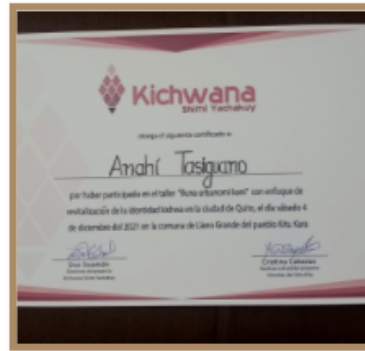 Kichwana
Shimi Yachakuy
otorga el siguiente certificado a
Anahí Tasiguano
por haber participado en el taller "Runa urbanomi kani" con enfoque de
revitalización de la identidad kichwa en la ciudad de Quito, el día sábado 4
de diciembre del 2021 en la comuna de Llano Grande del pueblo Kitu Kara
Cristina